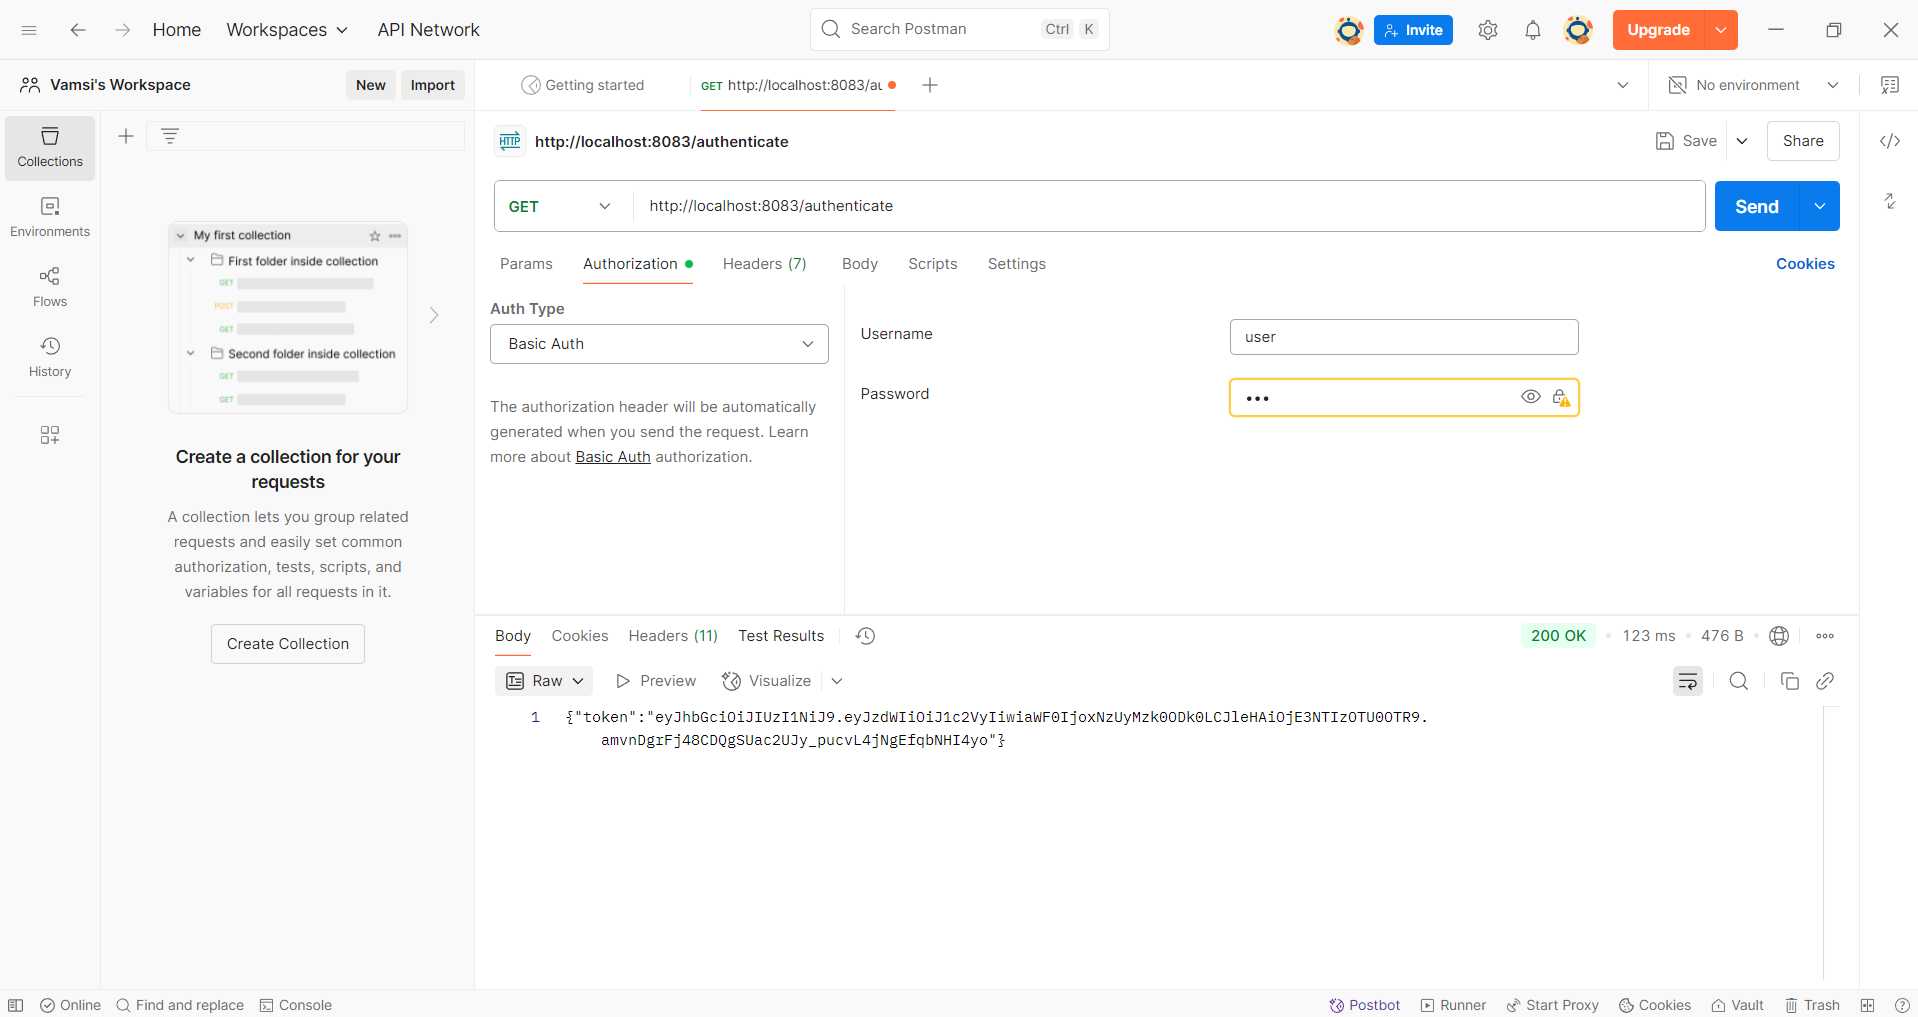 Home
Workspaces
API Network
Search Postman
Ctrl K
Invite
Upgrade
Vamsi's Workspace
New
Import
Getting started
GET http://localhost:8083/au
No environment
Collections
Environments
Flows
History
My first collection
First folder inside collection
GET
POST
GET
Second folder inside collection
GET
GET
Create a collection for your
requests
A collection lets you group related
requests and easily set common
authorization, tests, scripts, and
variables for all requests in it.
Create Collection
HTTP http://localhost:8083/authenticate
Save
Share
GET http://localhost:8083/authenticate
Send
Params Authorization Headers (7) Body Scripts Settings
Cookies
Auth Type
Basic Auth
The authorization header will be automatically
generated when you send the request. Learn
more about Basic Auth authorization.
Username
user
Password
Body Cookies Headers (11) Test Results
200 OK 123 ms 476 B
Raw Preview Visualize
1 {"token":"eyJhbGciOiJIUzI1NiJ9.eyJzdWIiOiJ1c2VyIiwiaWF0IjoxNzUyMzk0ODk0LCJleHAiOjE3NTIzOTU0OTR9.
amvnDgrFj48CDQgSUac2UJy_pucvL4jNgEfqbNHI4yo"}
Online Find and replace Console
Postbot Runner Start Proxy Cookies Vault Trash